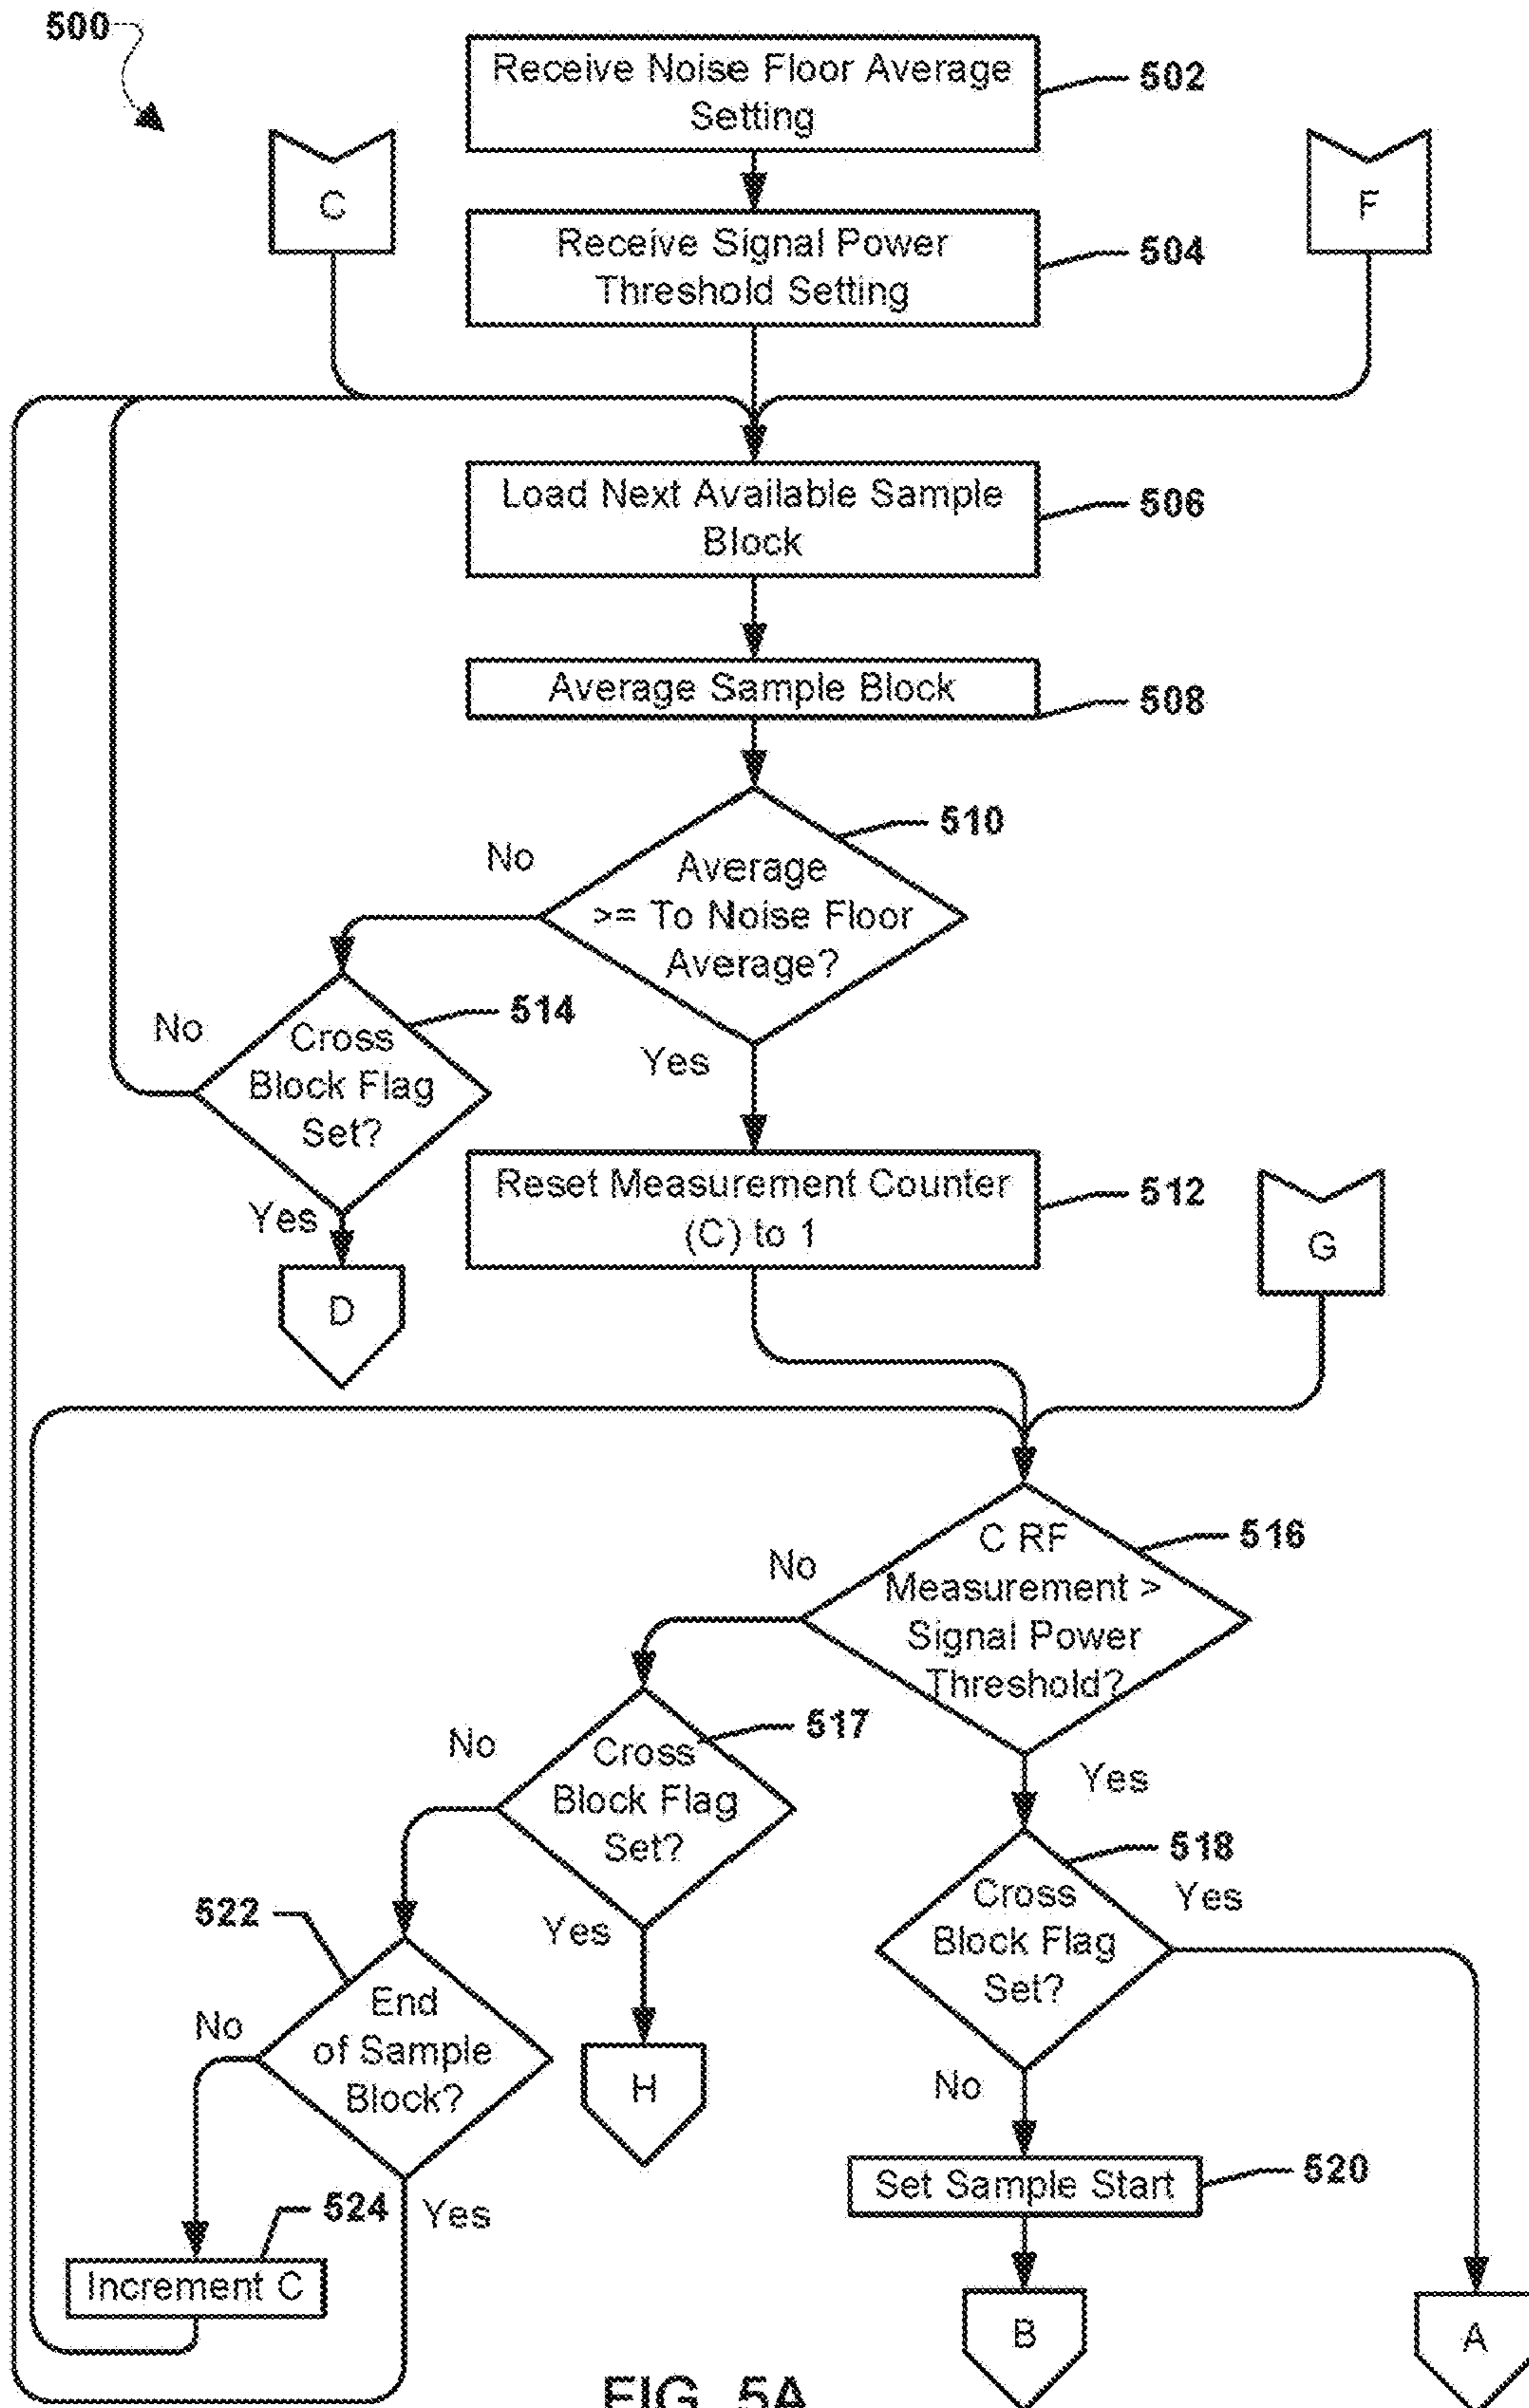 500
Receive Noise Floor Average
Setting
502
C
F
Receive Signal Power
Threshold Setting
504
Load Next Available Sample
Block
506
Average Sample Block
508
510
No
Average
>= To Noise Floor
Average?
514
No
Cross
Block Flag
Set?
Yes
Yes
D
Reset Measurement Counter
(C) to 1
512
G
516
No
C RF
Measurement >
Signal Power
Threshold?
517
No
Cross
Block Flag
Set?
Yes
Yes
518
Cross
Block Flag
Set?
Yes
522
End
of Sample
Block?
No
H
No
Set Sample Start
520
524
Yes
Increment C
B
A
FIG. 5A